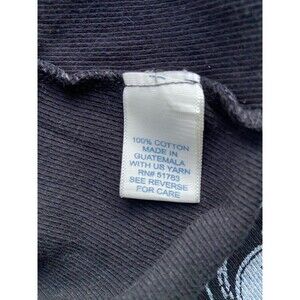 100% COTTON
MADE IN
GUATEMALA
WITH US YARN
RN# 51783
SEE REVERSE
FOR CARE